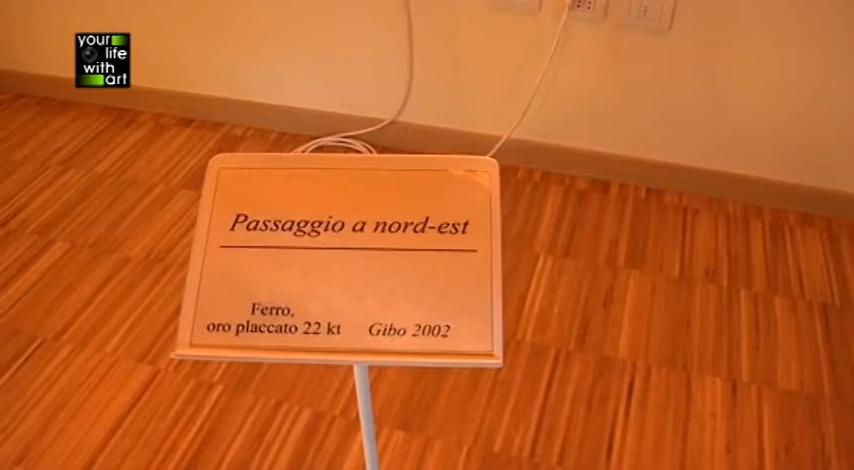 your
life
with
art
Passaggio a nord-est
Ferro,
oro placcato 22 kt Gibo 2002